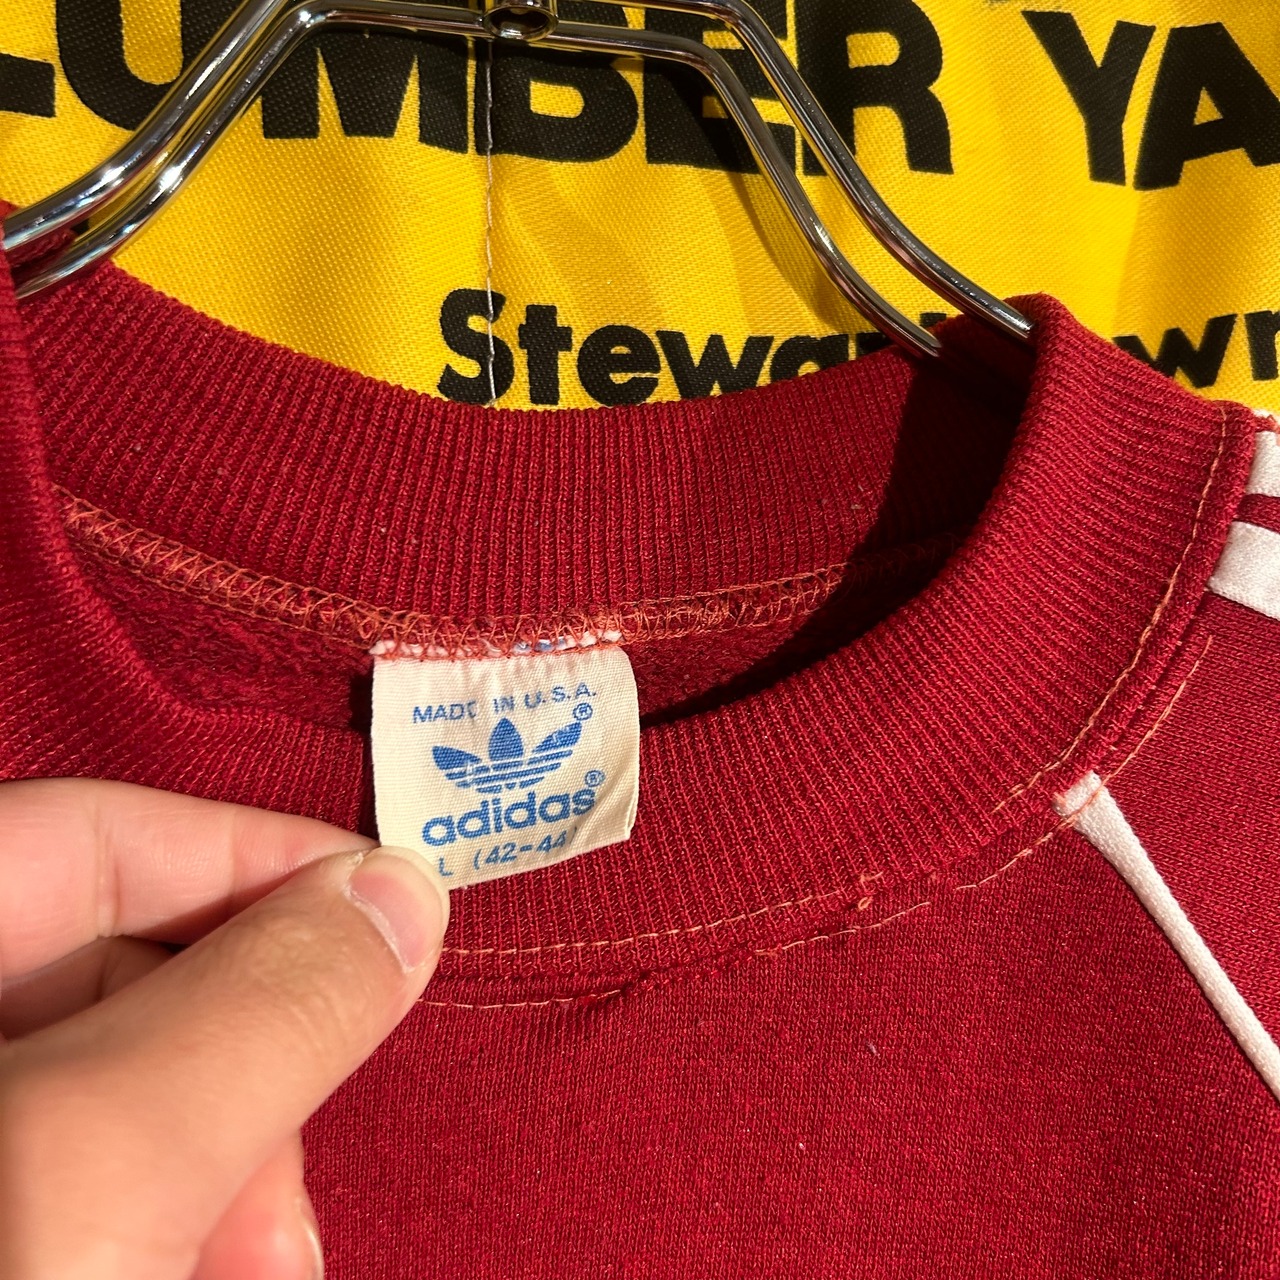 LUMBER YA
Stewa
MADE IN U.S.A.
®
adidas®
L (42-44)